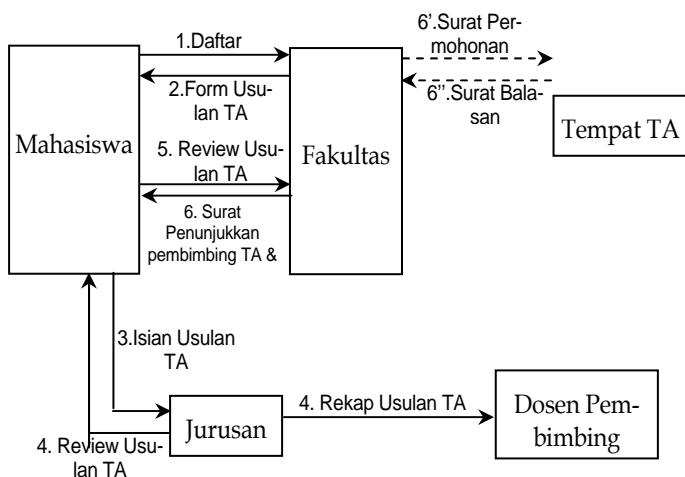 1.Daftar
6'.Surat Per-
mohonan
2.Form Usu-
lan TA
6''.Surat Bala-
san
Mahasiswa
Fakultas
Tempat TA
5. Review Usu-
lan TA
6. Surat
Penunjukkan
pembimbing TA &
3.Isian Usulan
TA
Jurusan
4. Rekap Usulan TA
Dosen Pem-
bimbing
4. Review Usu-
lan TA